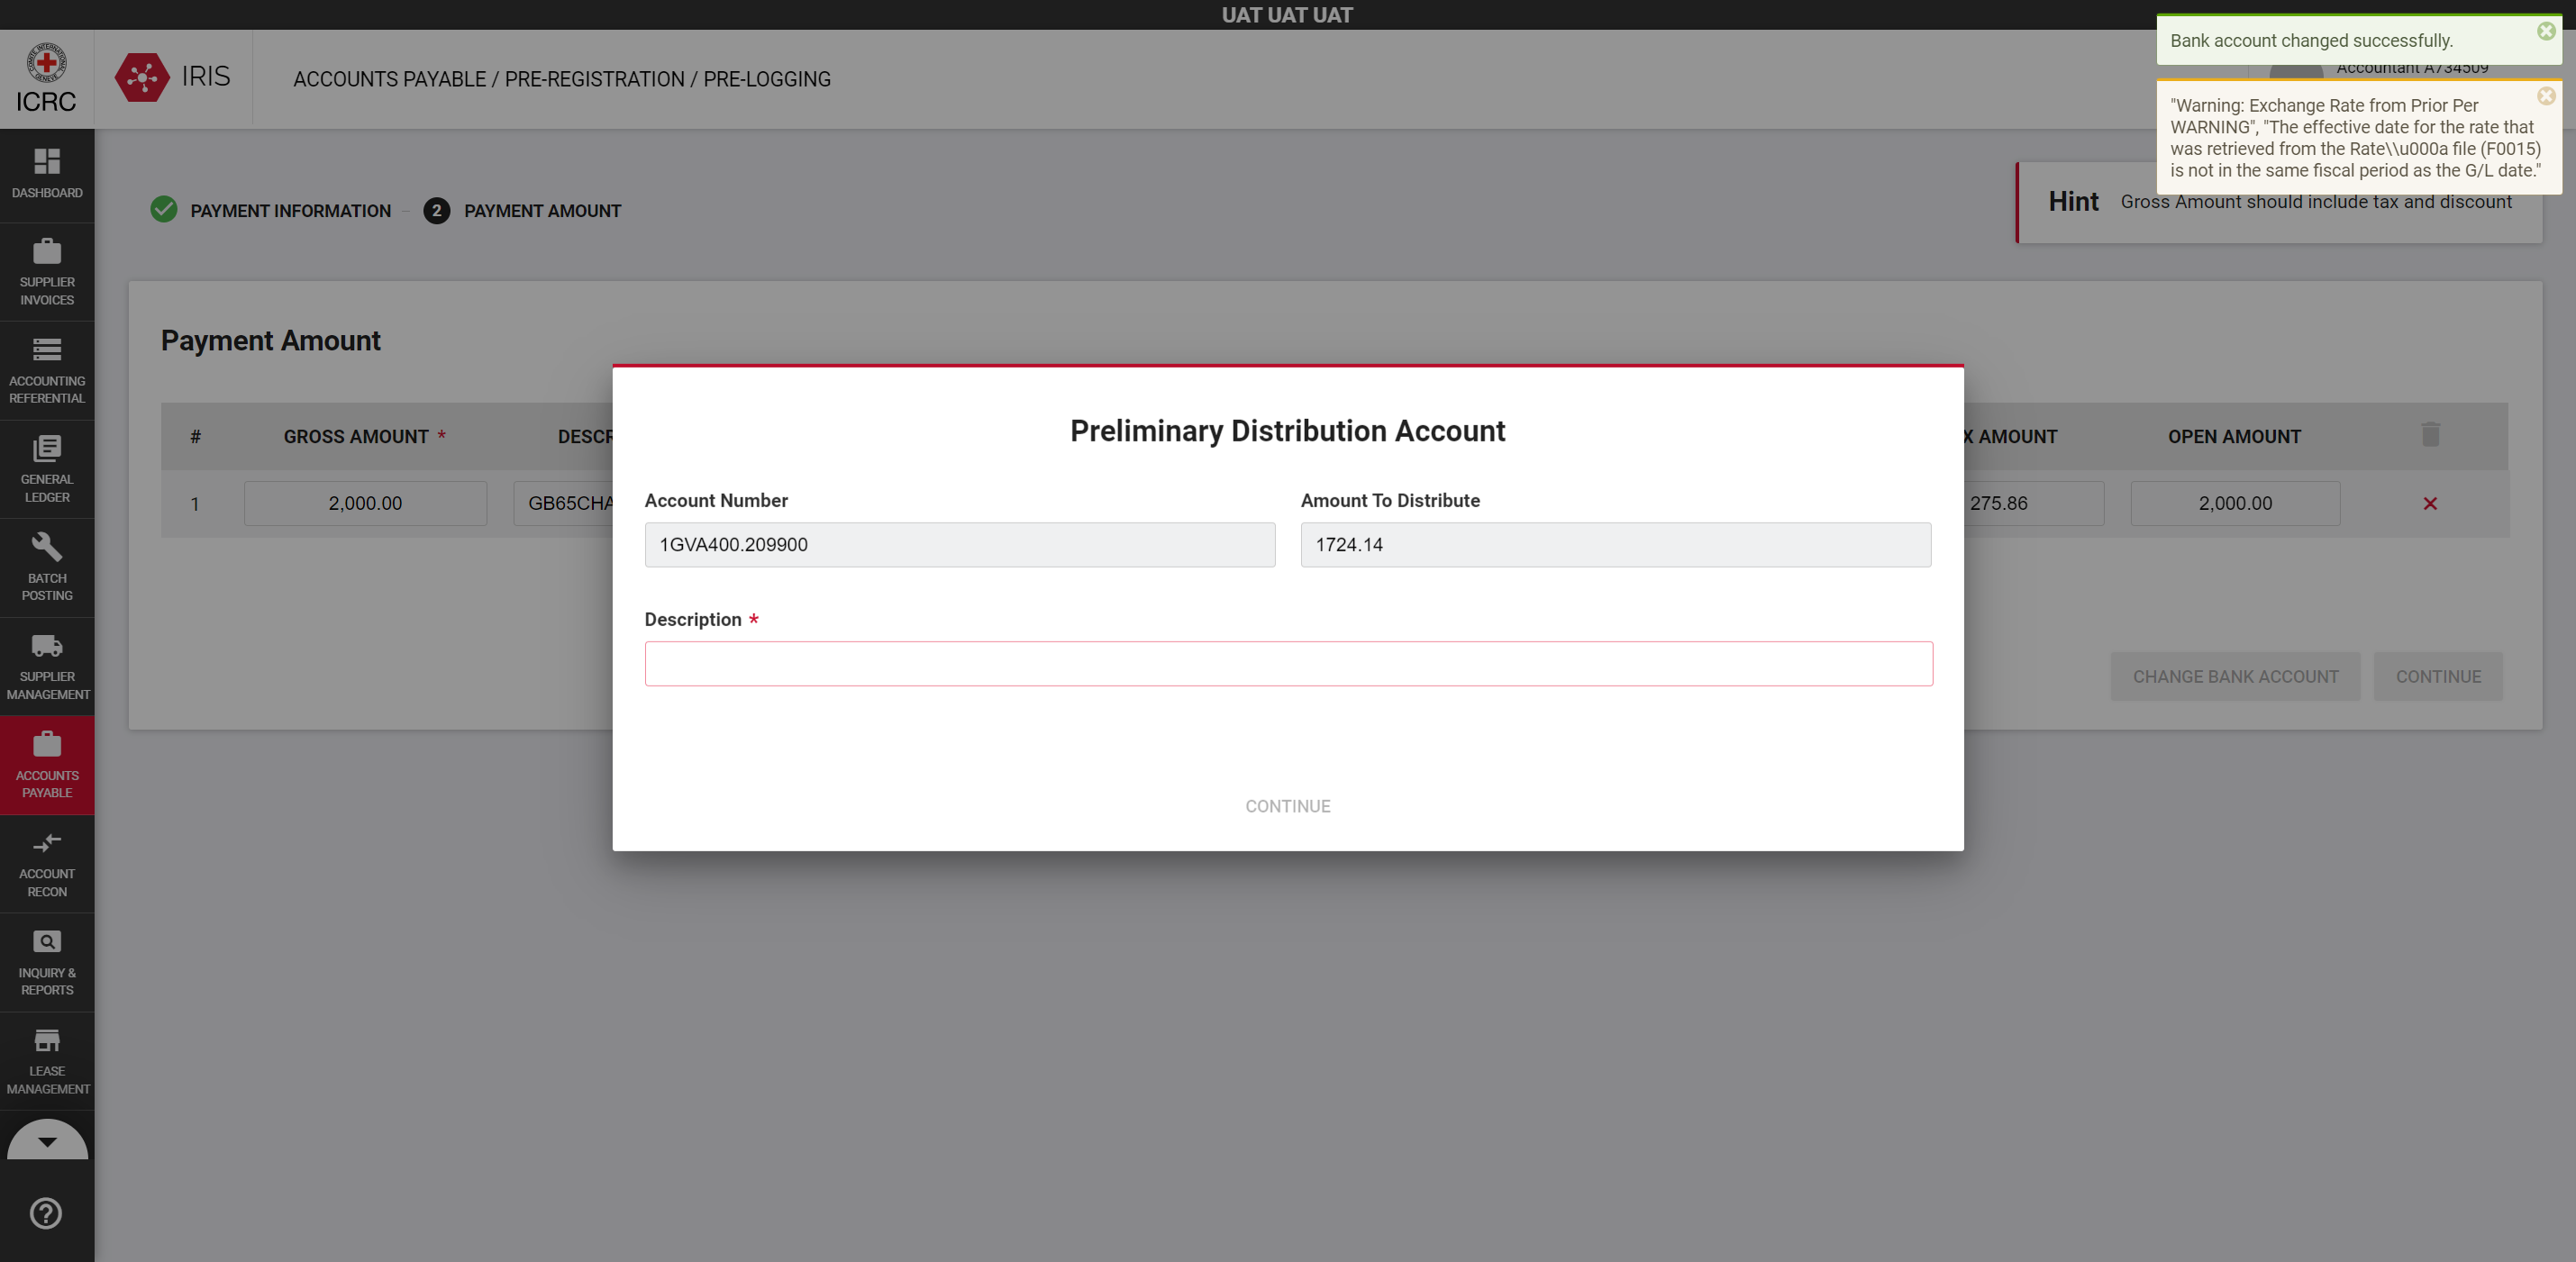 UAT UAT UAT
ICRC
IRIS
ACCOUNTS PAYABLE / PRE-REGISTRATION / PRE-LOGGING
Accountant A734509
Bank account changed successfully.
"Warning: Exchange Rate from Prior Per
WARNING", "The effective date for the rate that
was retrieved from the Rate\\u000a file (F0015)
is not in the same fiscal period as the G/L date."
DASHBOARD
SUPPLIER
INVOICES
ACCOUNTING
REFERENTIAL
GENERAL
LEDGER
BATCH
POSTING
SUPPLIER
MANAGEMENT
ACCOUNTS
PAYABLE
ACCOUNT
RECON
INQUIRY &
REPORTS
LEASE
MANAGEMENT
PAYMENT INFORMATION
2 PAYMENT AMOUNT
Hint Gross Amount should include tax and discount
Payment Amount
# GROSS AMOUNT * DESCR X AMOUNT OPEN AMOUNT
1 2,000.00 GB65CHA 275.86 2,000.00
CHANGE BANK ACCOUNT CONTINUE
Preliminary Distribution Account
Account Number Amount To Distribute
1GVA400.209900 1724.14
Description *
CONTINUE